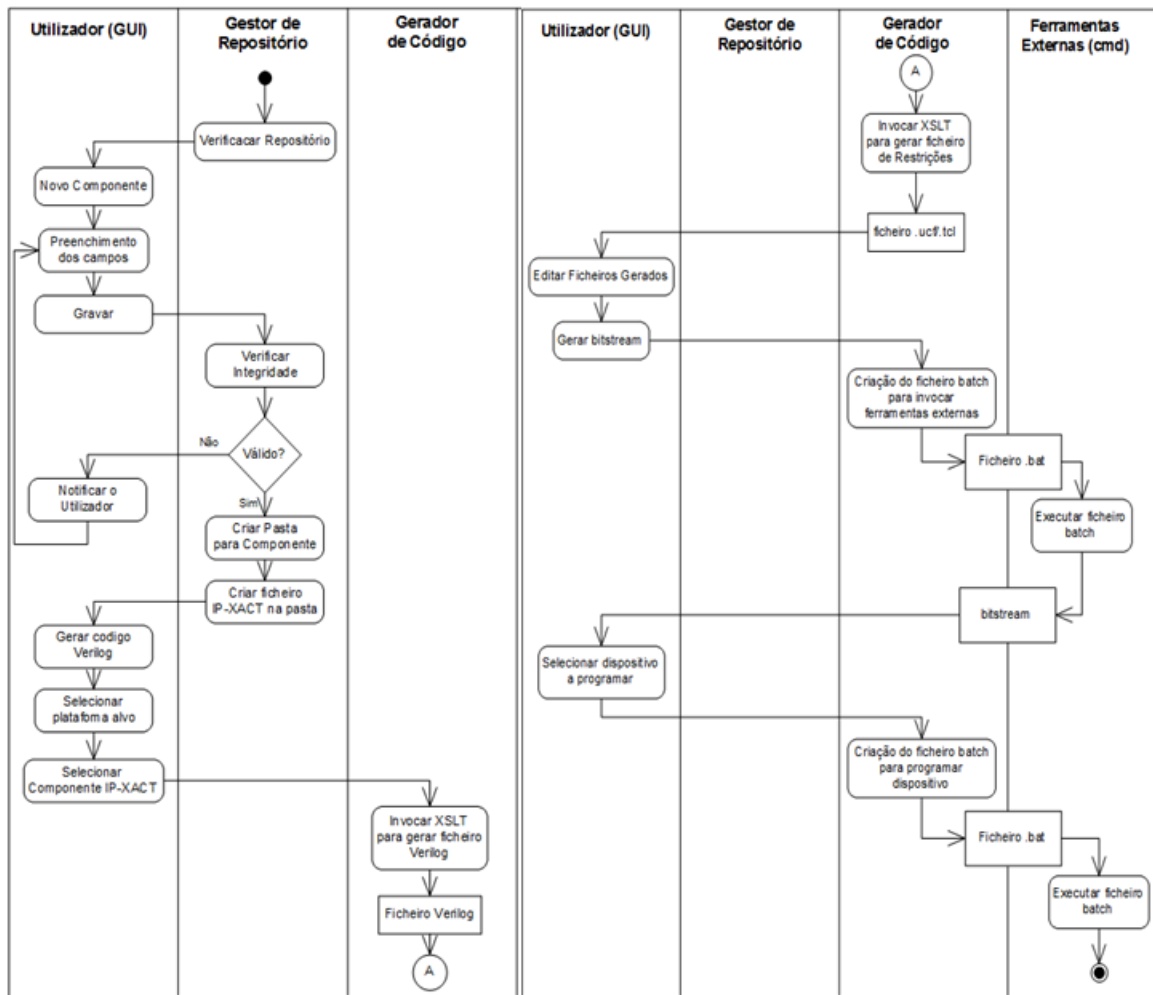 Utilizador (GUI)
Gestor de
Repositório
Gerador
de Código
Verificacar Repositório
Novo Componente
Preenchimento
dos campos
Gravar
Verificar
Integridade
Válido?
Não
Sim
Notificar o
Utilizador
Criar Pasta
para Componente
Criar ficheiro
IP-XACT na pasta
Gerar codigo
Verilog
Selecionar
platafoma alvo
Selecionar
Componente IP-XACT
Invocar XSLT
para gerar ficheiro
Verilog
Ficheiro Verilog
A
Utilizador (GUI)
Gestor de
Repositório
Gerador
de Código
Ferramentas
Externas (cmd)
A
Invocar XSLT
para gerar ficheiro
de Restrições
ficheiro .ucf/.tcl
Editar Ficheiros Gerados
Gerar bitstream
Criação do ficheiro batch
para invocar
ferramentas externas
Ficheiro .bat
Executar ficheiro
batch
bitstream
Selecionar dispositivo
a programar
Criação do ficheiro batch
para programar
dispositivo
Ficheiro .bat
Executar ficheiro
batch